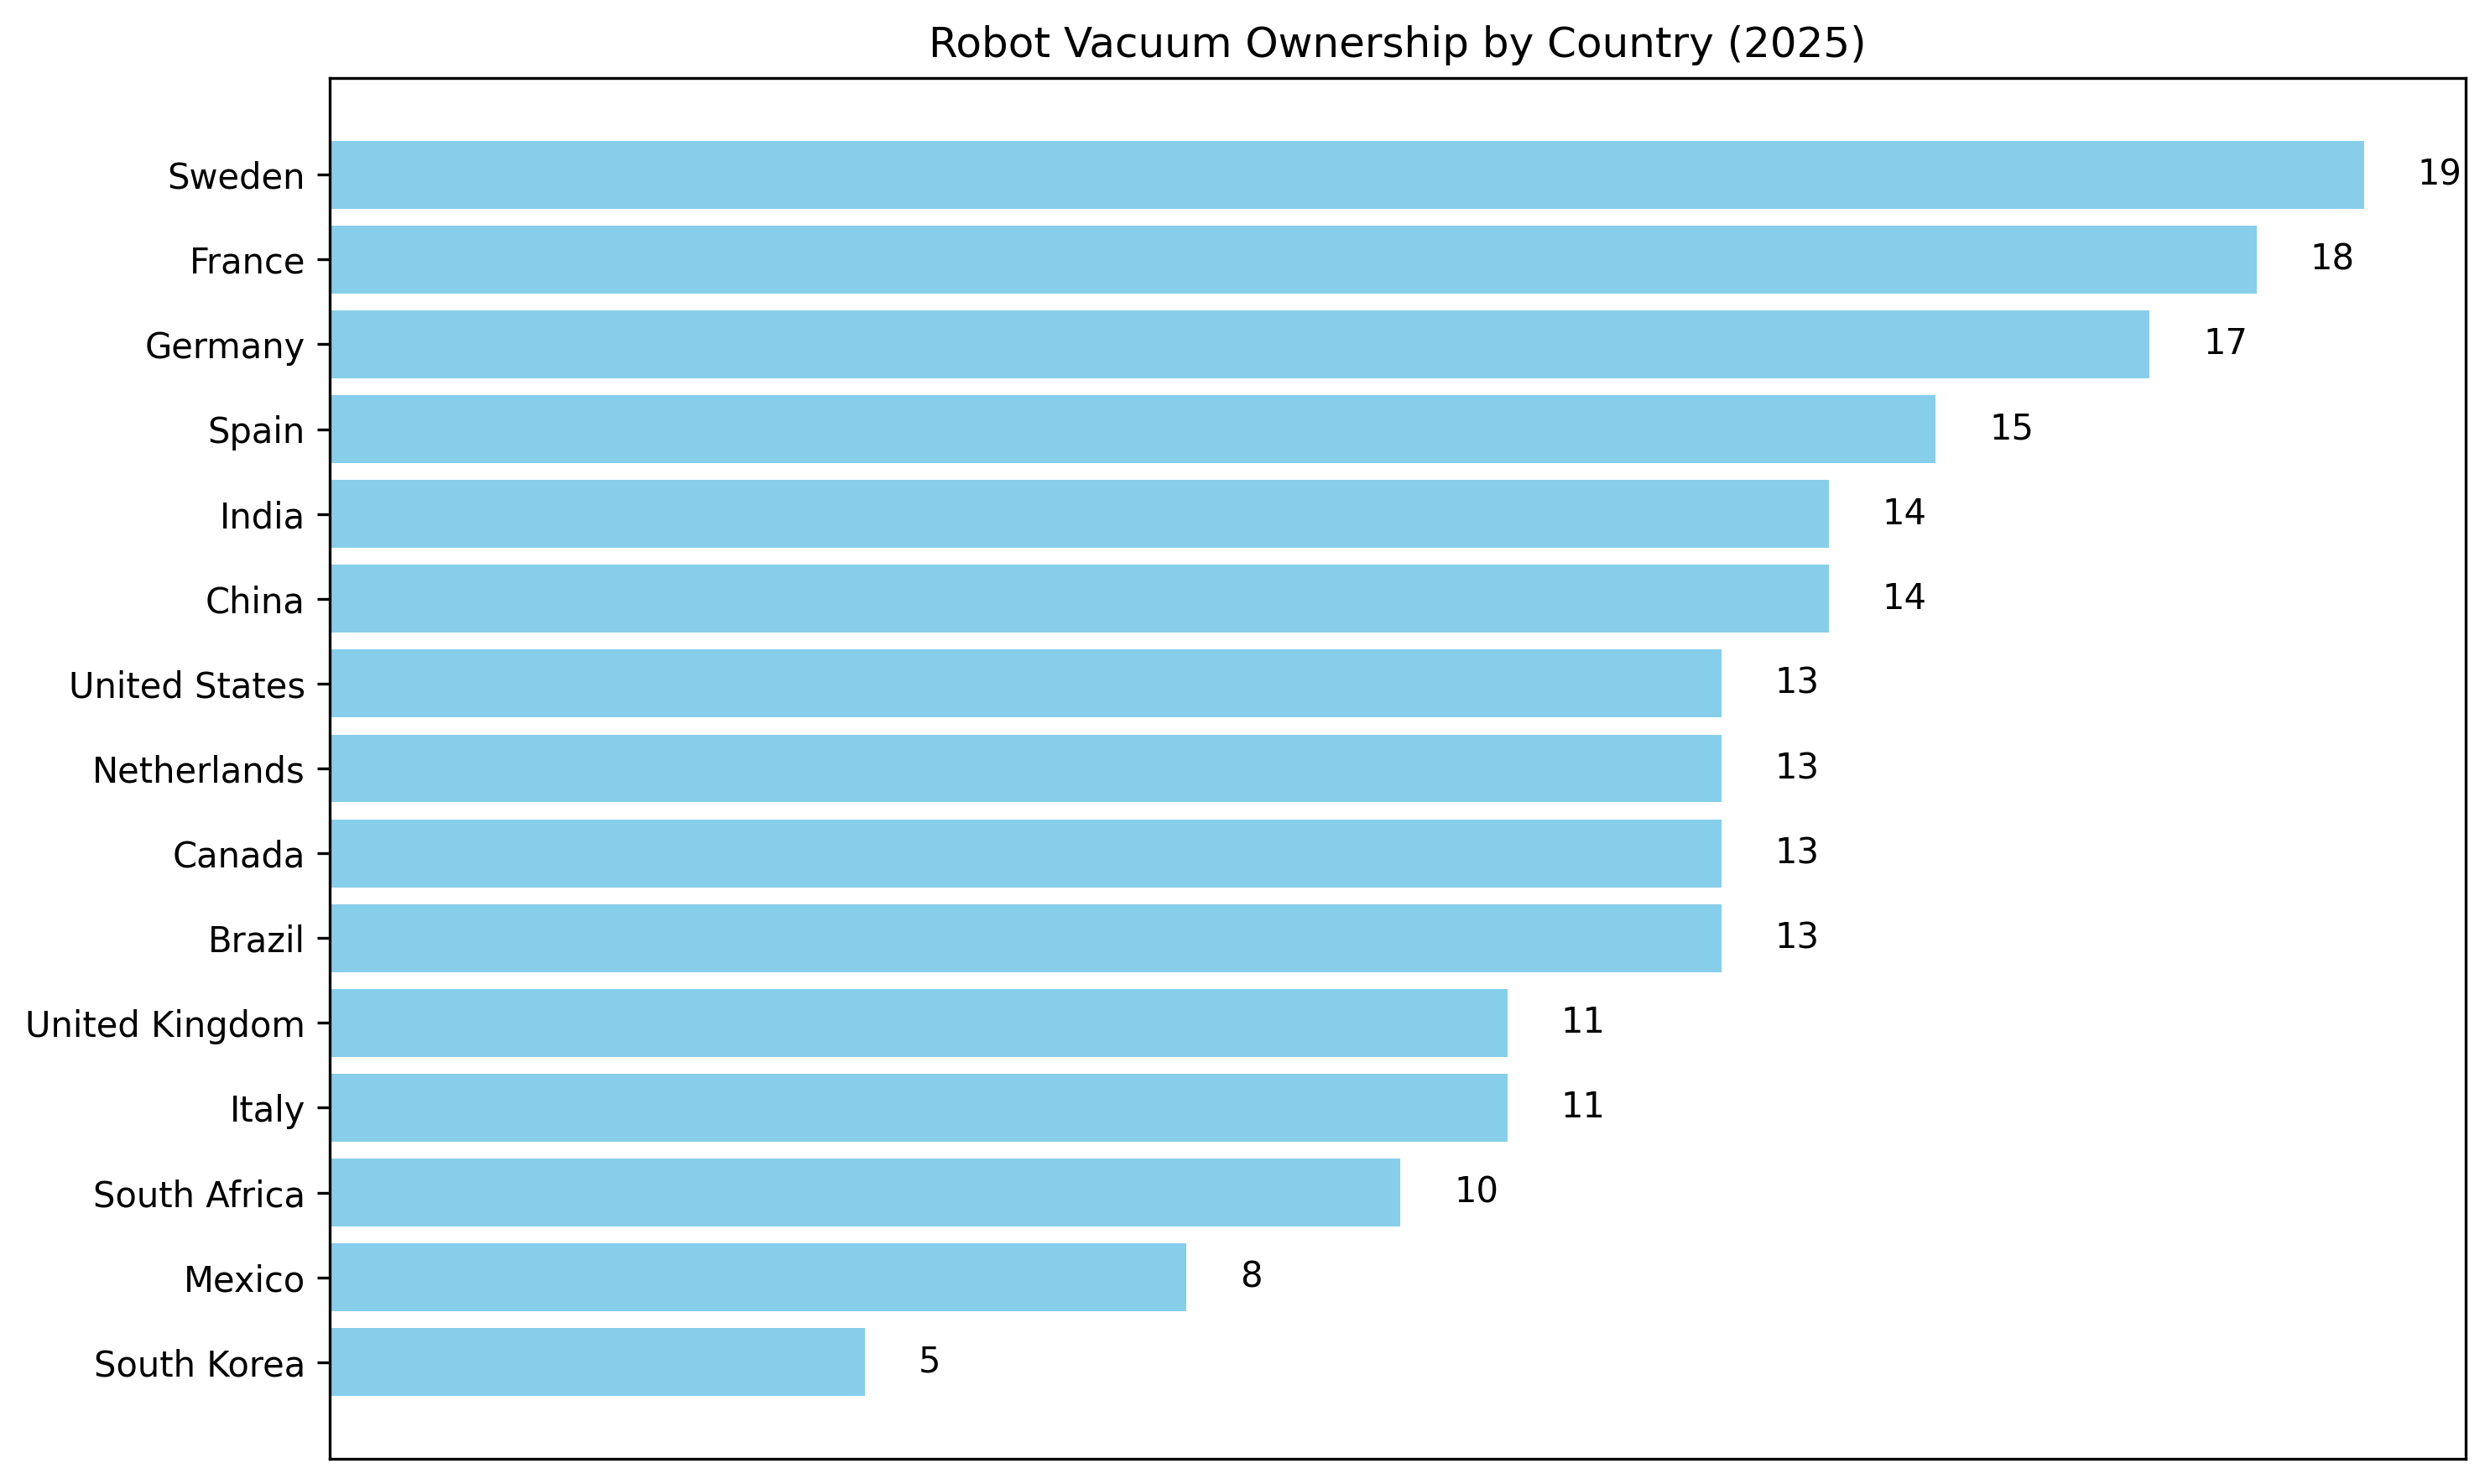 Robot Vacuum Ownership by Country (2025)
Sweden 19
France 18
Germany 17
Spain 15
India 14
China 14
United States 13
Netherlands 13
Canada 13
Brazil 13
United Kingdom 11
Italy 11
South Africa 10
Mexico 8
South Korea 5